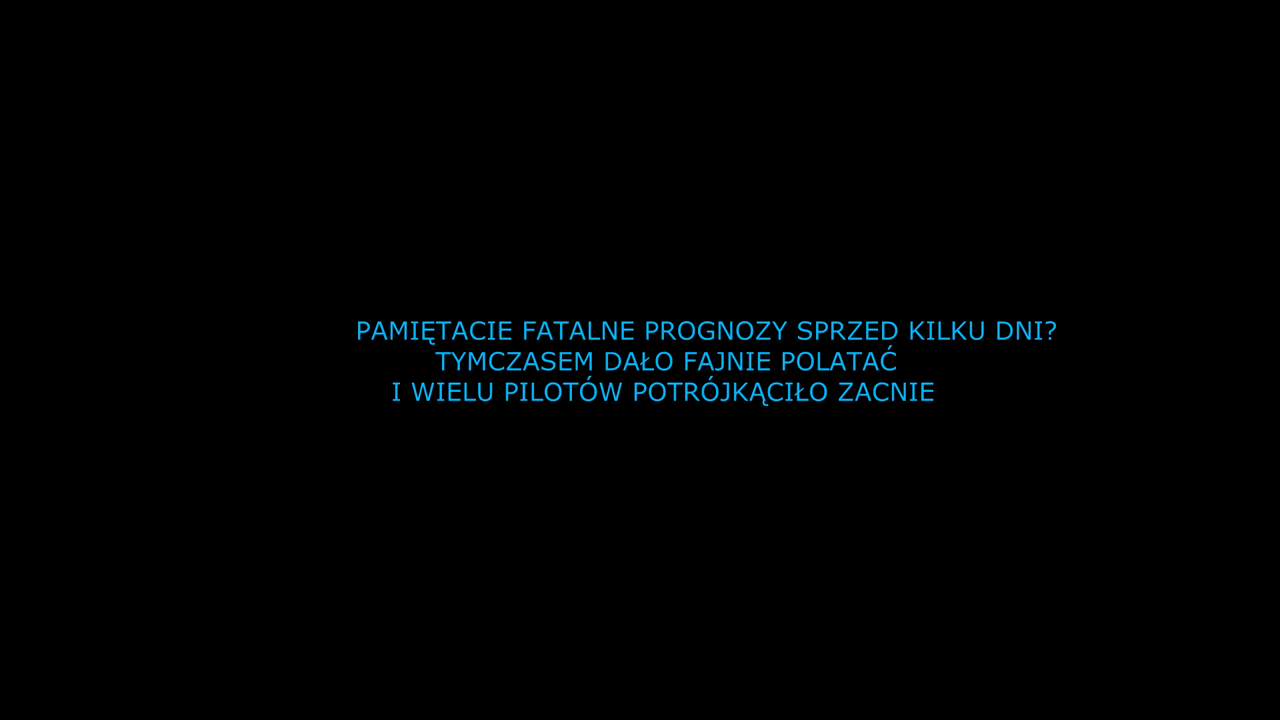 PAMIĘTACIE FATALNE PROGNOZY SPRZED KILKU DNI?
TYMCZASEM DAŁO FAJNIE POLATAĆ
I WIELU PILOTÓW POTRÓJKĄCIŁO ZACNIE